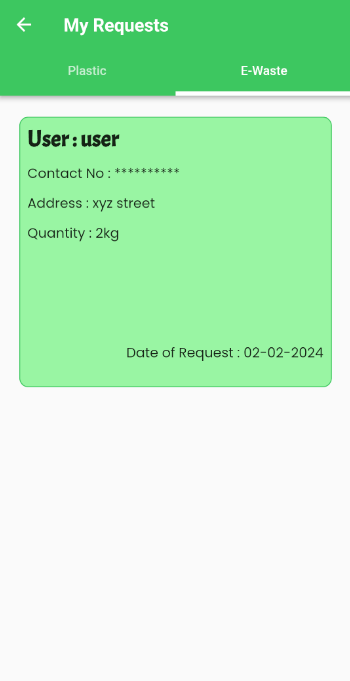 My Requests
Plastic E-Waste
User : user
Contact No : **********
Address : xyz street
Quantity : 2kg
Date of Request : 02-02-2024